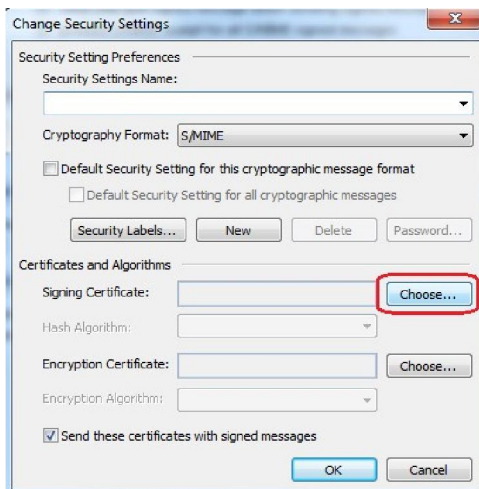 Change Security Settings
Security Setting Preferences
Security Settings Name:
Cryptography Format: S/MIME
Default Security Setting for this cryptographic message format
Default Security Setting for all cryptographic messages
Security Labels... New Delete Password...
Certificates and Algorithms
Signing Certificate: Choose...
Hash Algorithm:
Encryption Certificate: Choose...
Encryption Algorithm:
Send these certificates with signed messages
OK Cancel